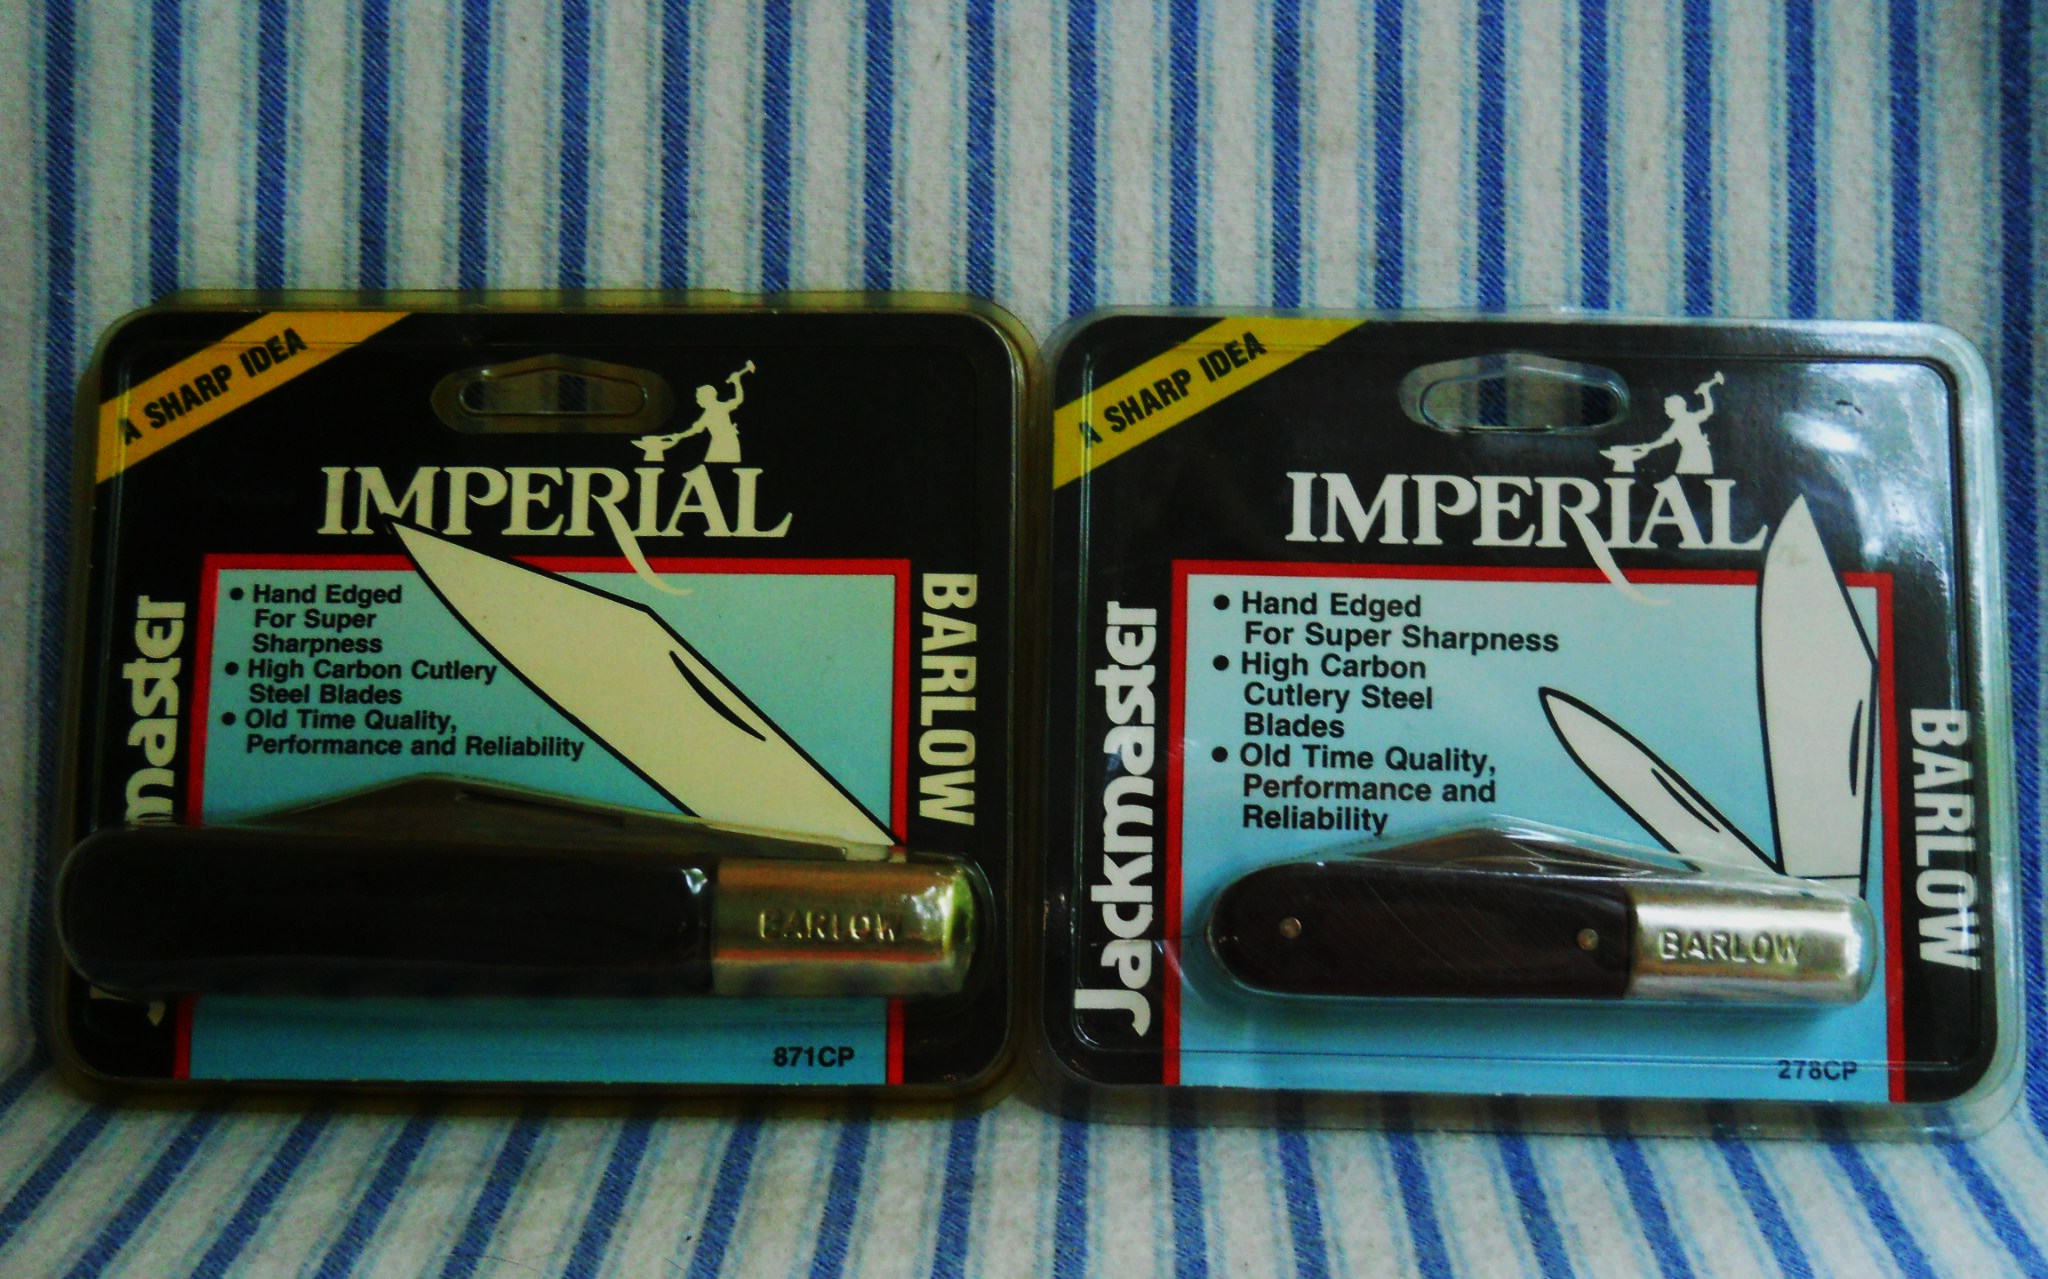 A SHARP IDEA
IMPERIAL
• Hand Edged
For Super
Sharpness
• High Carbon Cutlery
Steel Blades
• Old Time Quality,
Performance and Reliability
BARLOW
BARLOW
871CP
A SHARP IDEA
IMPERIAL
Jackmaster
• Hand Edged
For Super Sharpness
• High Carbon
Cutlery Steel
Blades
• Old Time Quality,
Performance and
Reliability
BARLOW
BARLOW
278CP